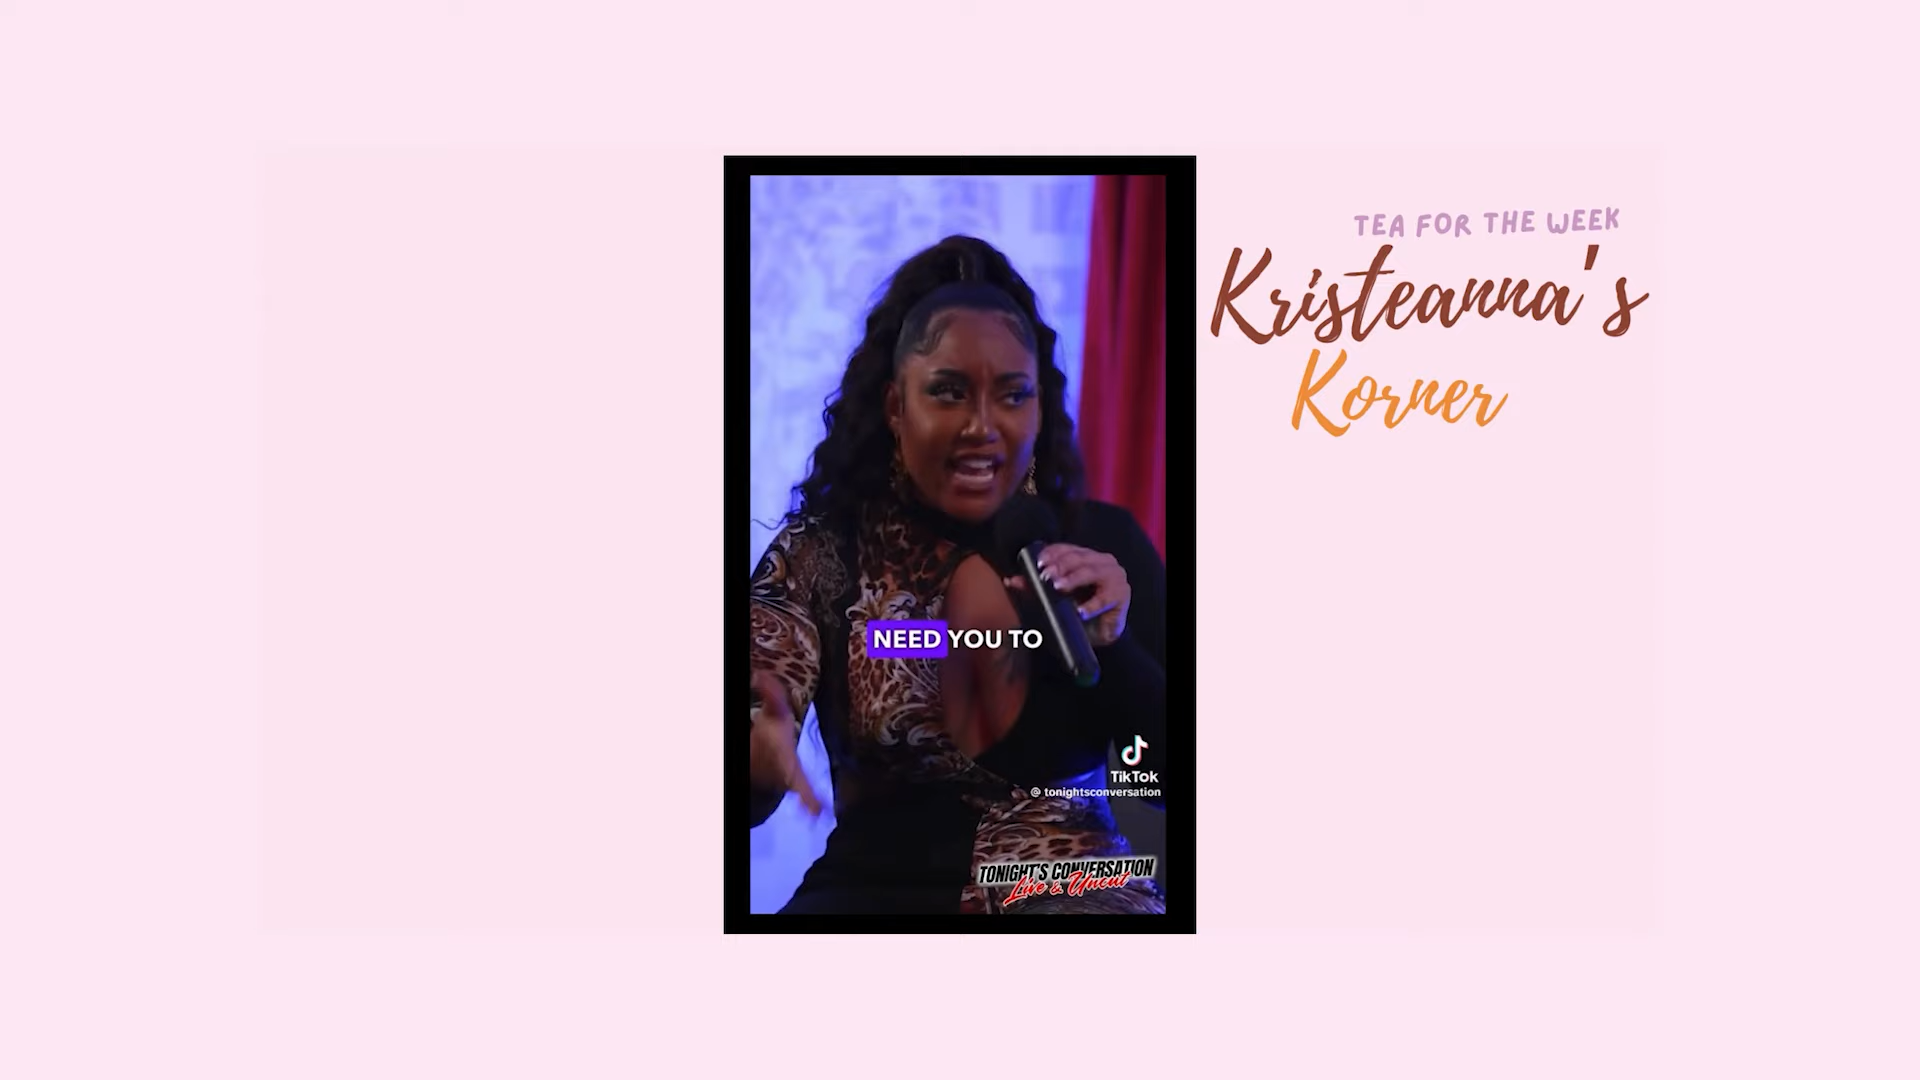 TEA FOR THE WEEK
Kristeanna's
Korner
NEED YOU TO
TikTok
@ tonightsconversation
TONIGHT'S CONVERSATION
Live & Uncut